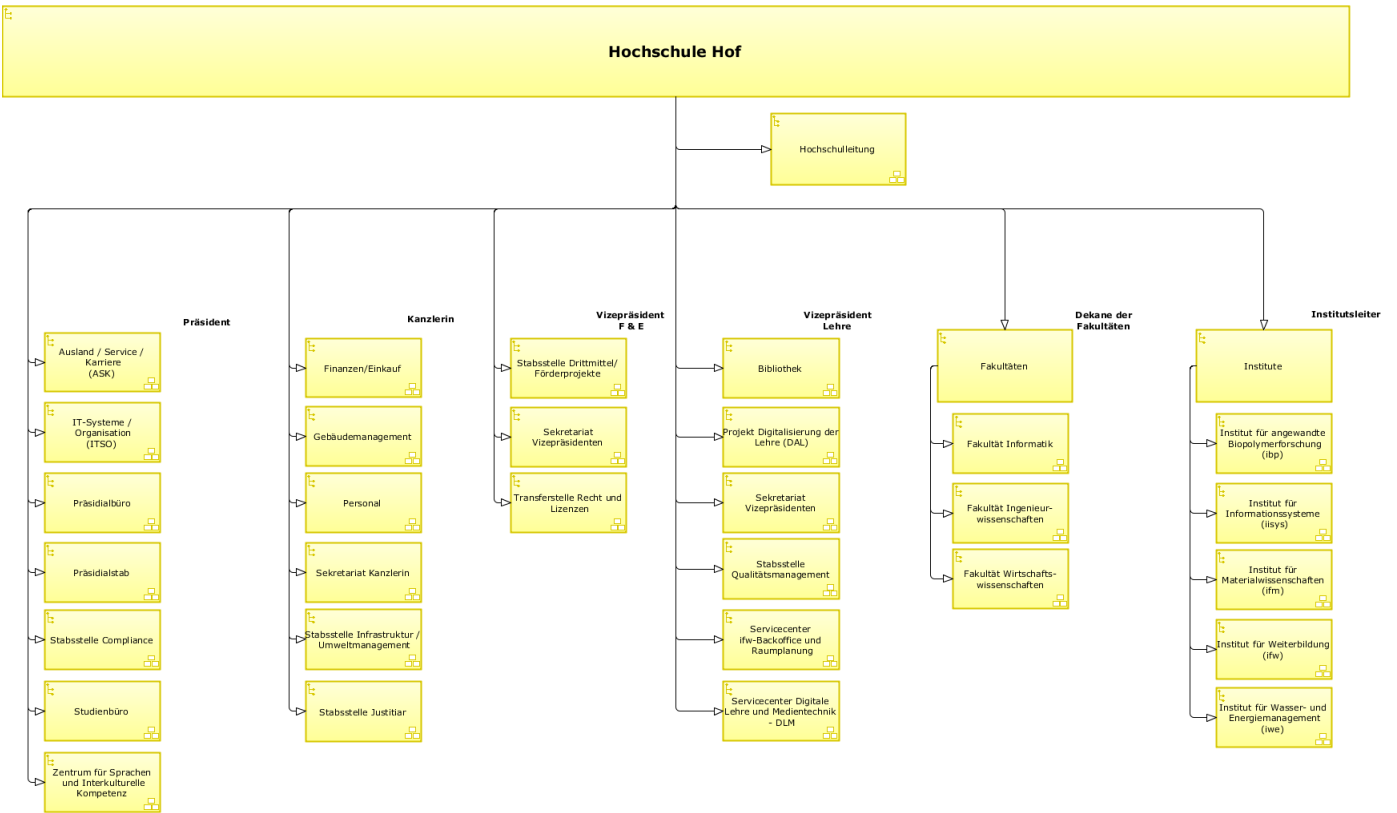 Hochschule Hof
Hochschulleitung
Präsident
Ausland / Service /
Karriere
(ASK)
IT-Systeme /
Organisation
(ITSO)
Präsidialbüro
Präsidialstab
Stabsstelle Compliance
Studienbüro
Zentrum für Sprachen
und Interkulturelle
Kompetenz
Kanzlerin
Finanzen/Einkauf
Gebäudemanagement
Personal
Sekretariat Kanzlerin
Stabsstelle Infrastruktur /
Umweltmanagement
Stabsstelle Justitiar
Vizepräsident
F & E
Stabsstelle Drittmittel/
Förderprojekte
Sekretariat
Vizepräsidenten
Transferstelle Recht und
Lizenzen
Vizepräsident
Lehre
Bibliothek
Projekt Digitalisierung der
Lehre (DAL)
Sekretariat
Vizepräsidenten
Stabsstelle
Qualitätsmanagement
Servicecenter
ifw-Backoffice und
Raumplanung
Servicecenter Digitale
Lehre und Medientechnik
- DLM
Dekane der
Fakultäten
Fakultäten
Fakultät Informatik
Fakultät Ingenieur-
wissenschaften
Fakultät Wirtschafts-
wissenschaften
Institutsleiter
Institute
Institut für angewandte
Biopolymerforschung
(ibp)
Institut für
Informationssysteme
(iisys)
Institut für
Materialwissenschaften
(ifm)
Institut für Weiterbildung
(ifw)
Institut für Wasser- und
Energiemanagement
(iwe)